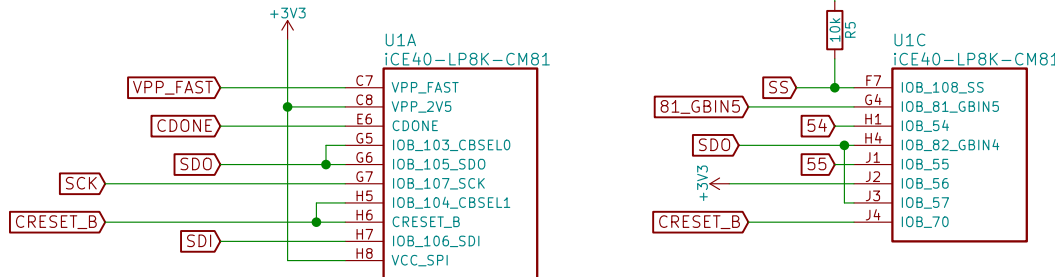 +3V3
U1A
iCE40-LP8K-CM81
VPP_FAST C7 VPP_FAST
C8 VPP_2V5
CDONE E6 CDONE
G5 IOB_103_CBSEL0
SDO G6 IOB_105_SDO
SCK G7 IOB_107_SCK
H5 IOB_104_CBSEL1
CRESET_B H6 CRESET_B
SDI H7 IOB_106_SDI
H8 VCC_SPI
10k
R5
U1C
iCE40-LP8K-CM81
SS F7 IOB_108_SS
81_GBIN5 G4 IOB_81_GBIN5
54 H1 IOB_54
SDO H4 IOB_82_GBIN4
55 J1 IOB_55
+3V3 J2 IOB_56
J3 IOB_57
CRESET_B J4 IOB_70